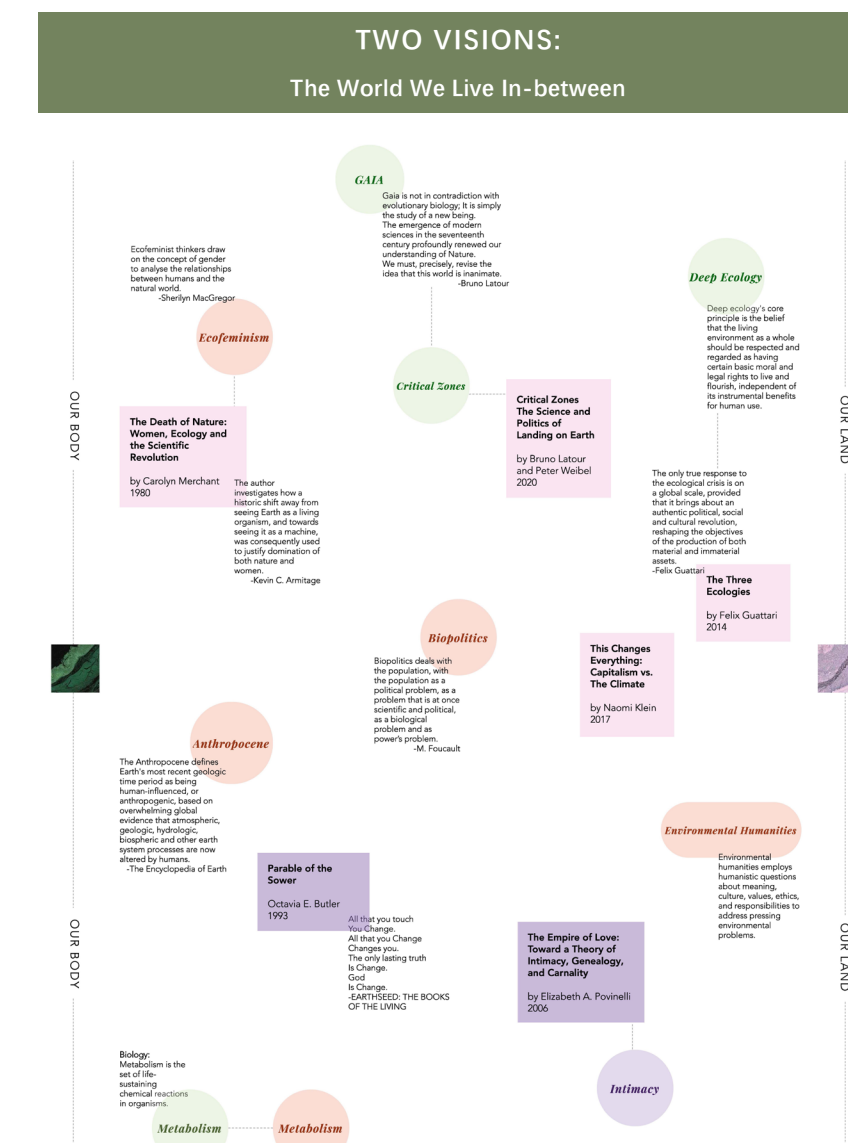 TWO VISIONS:
The World We Live In-between
GAIA
Gaia is not in contradiction with
evolutionary biology; It is simply
the study of a new being.
The emergence of modern
sciences in the seventeenth
century profoundly renewed our
understanding of Nature.
We must, precisely, revise the
idea that this world is inanimate.
-Bruno Latour
Ecofeminist thinkers draw
on the concept of gender
to analyse the relationships
between humans and the
natural world.
-Sherilyn MacGregor
Ecofeminism
Deep Ecology
Deep ecology's core
principle is the belief
that the living
environment as a whole
should be respected and
regarded as having
certain basic moral and
legal rights to live and
flourish, independent of
its instrumental benefits
for human use.
Critical Zones
Critical Zones
The Science and
Politics of
Landing on Earth
by Bruno Latour
and Peter Weibel
2020
OUR BODY
OUR LAND
The Death of Nature:
Women, Ecology and
the Scientific
Revolution
by Carolyn Merchant
1980
The author
investigates how a
historic shift away from
seeing Earth as a living
organism, and towards
seeing it as a machine,
was consequently used
to justify domination of
both nature and
women.
-Kevin C. Armitage
The only true response to
the ecological crisis is on
a global scale, provided
that it brings about an
authentic political, social
and cultural revolution,
reshaping the objectives
of the production of both
material and immaterial
assets.
-Felix Guattari
The Three
Ecologies
by Felix Guattari
2014
Biopolitics
Biopolitics deals with
the population, with
the population as a
political problem, as a
problem that is at once
scientific and political,
as a biological
problem and as
power's problem.
-M. Foucault
This Changes
Everything:
Capitalism vs.
The Climate
by Naomi Klein
2017
Anthropocene
The Anthropocene defines
Earth's most recent geologic
time period as being
human-influenced, or
anthropogenic, based on
overwhelming global
evidence that atmospheric,
geologic, hydrologic,
biospheric and other earth
system processes are now
altered by humans.
-The Encyclopedia of Earth
Environmental Humanities
Environmental
humanities employs
humanistic questions
about meaning,
culture, values, ethics,
and responsibilities to
address pressing
environmental
problems.
Parable of the
Sower
Octavia E. Butler
1993
All that you touch
You Change.
All that you Change
Changes you.
The only lasting truth
Is Change.
God
Is Change.
-EARTHSEED: THE BOOKS
OF THE LIVING
The Empire of Love:
Toward a Theory of
Intimacy, Genealogy,
and Carnality
by Elizabeth A. Povinelli
2006
OUR BODY
OUR LAND
Biology:
Metabolism is the
set of life-
sustaining
chemical reactions
in organisms.
Intimacy
Metabolism
Metabolism